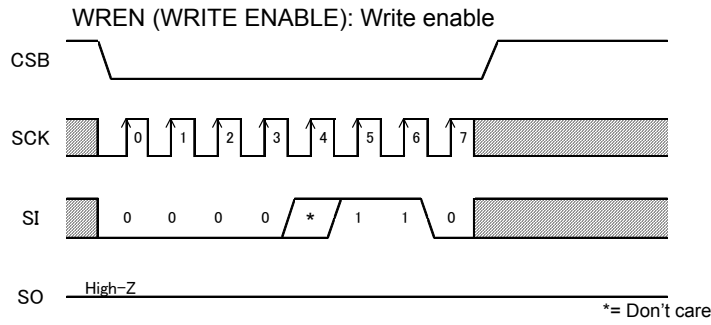 WREN (WRITE ENABLE): Write enable
CSB
SCK 0 1 2 3 4 5 6 7
SI 0 0 0 0 * 1 1 0
SO High-Z
*= Don't care